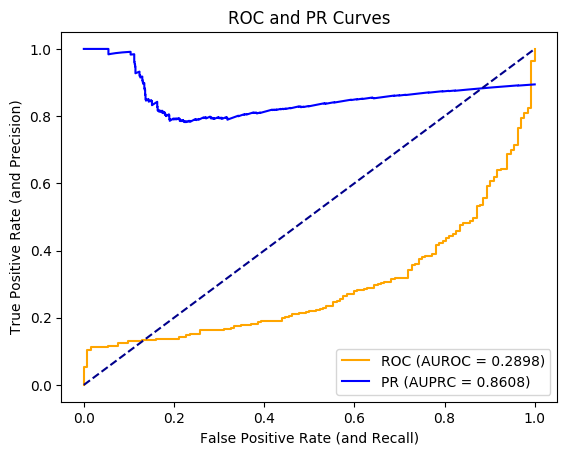 ROC and PR Curves
True Positive Rate (and Precision)
1.0
0.8
0.6
0.4
0.2
0.0
ROC (AUROC = 0.2898)
PR (AUPRC = 0.8608)
0.0 0.2 0.4 0.6 0.8 1.0
False Positive Rate (and Recall)